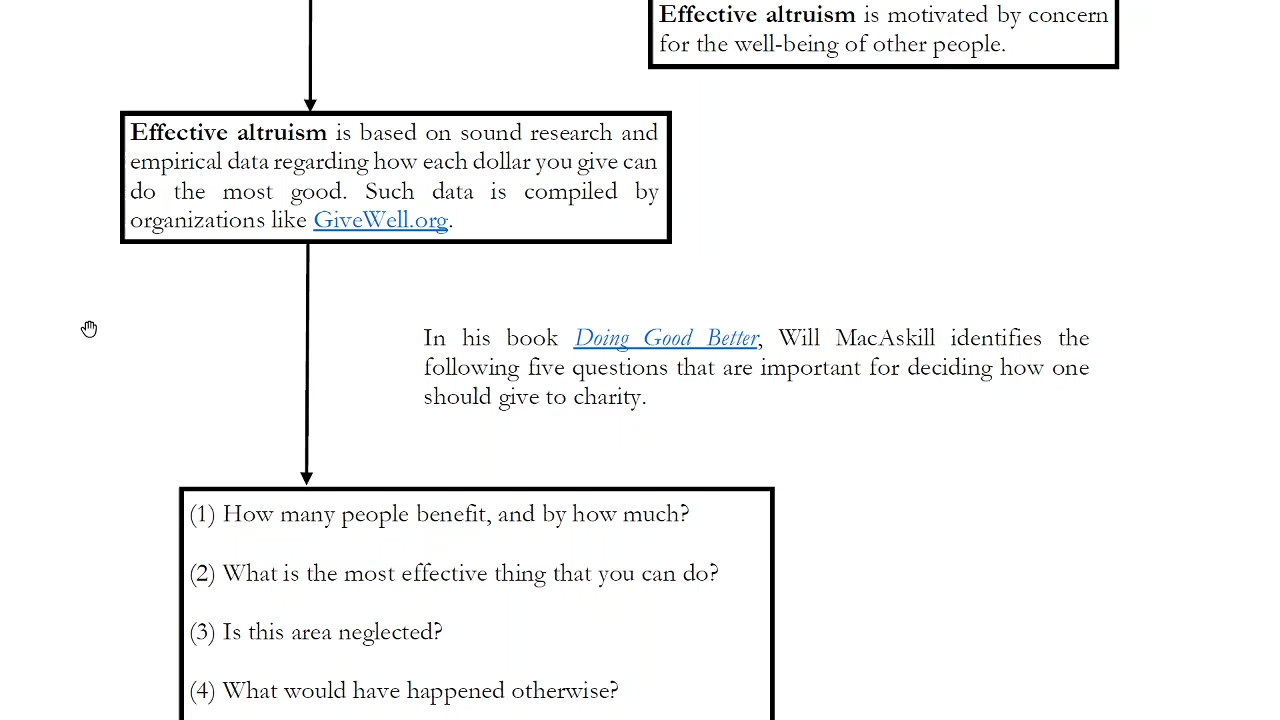 Effective altruism is motivated by concern
for the well-being of other people.
Effective altruism is based on sound research and
empirical data regarding how each dollar you give can
do the most good. Such data is compiled by
organizations like GiveWell.org.
In his book Doing Good Better, Will MacAskill identifies the
following five questions that are important for deciding how one
should give to charity.
(1) How many people benefit, and by how much?
(2) What is the most effective thing that you can do?
(3) Is this area neglected?
(4) What would have happened otherwise?